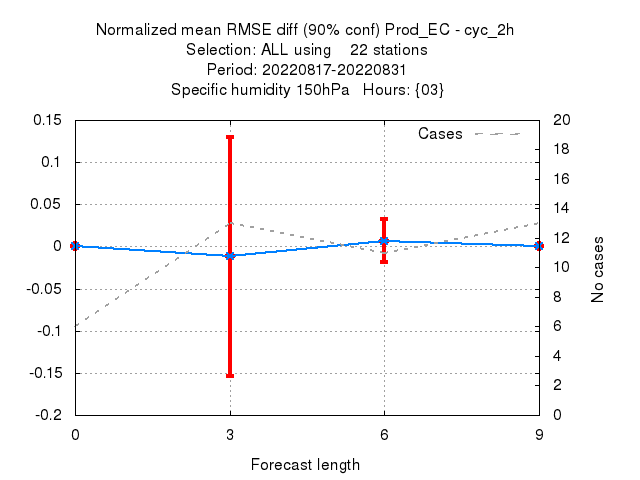 Normalized mean RMSE diff (90% conf) Prod_EC - cyc_2h
Selection: ALL using    22 stations
Period: 20220817-20220831
Specific humidity 150hPa   Hours: {03}
Cases
0.15
0.1
0.05
0
-0.05
-0.1
-0.15
-0.2
20
18
16
14
12
10
8
6
4
2
0
No cases
0 3 6 9
Forecast length